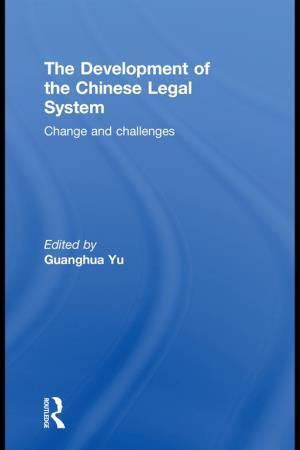 The Development of
the Chinese Legal
System
Change and challenges
Edited by
Guanghua Yu
ROUTLEDGE